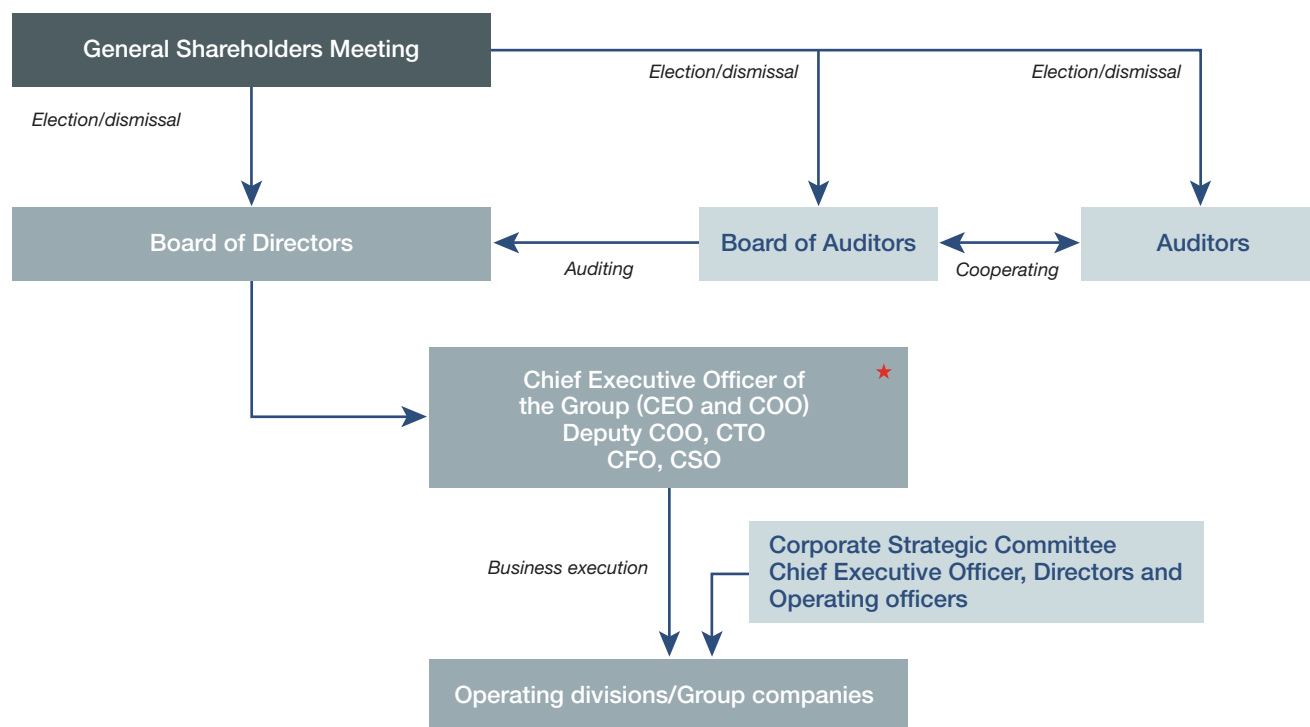 General Shareholders Meeting
Election/dismissal
Election/dismissal
Election/dismissal
Board of Directors
Board of Auditors
Auditors
Auditing
Cooperating
Chief Executive Officer of
the Group (CEO and COO)
Deputy COO, CTO
CFO, CSO
Business execution
Corporate Strategic Committee
Chief Executive Officer, Directors and
Operating officers
Operating divisions/Group companies